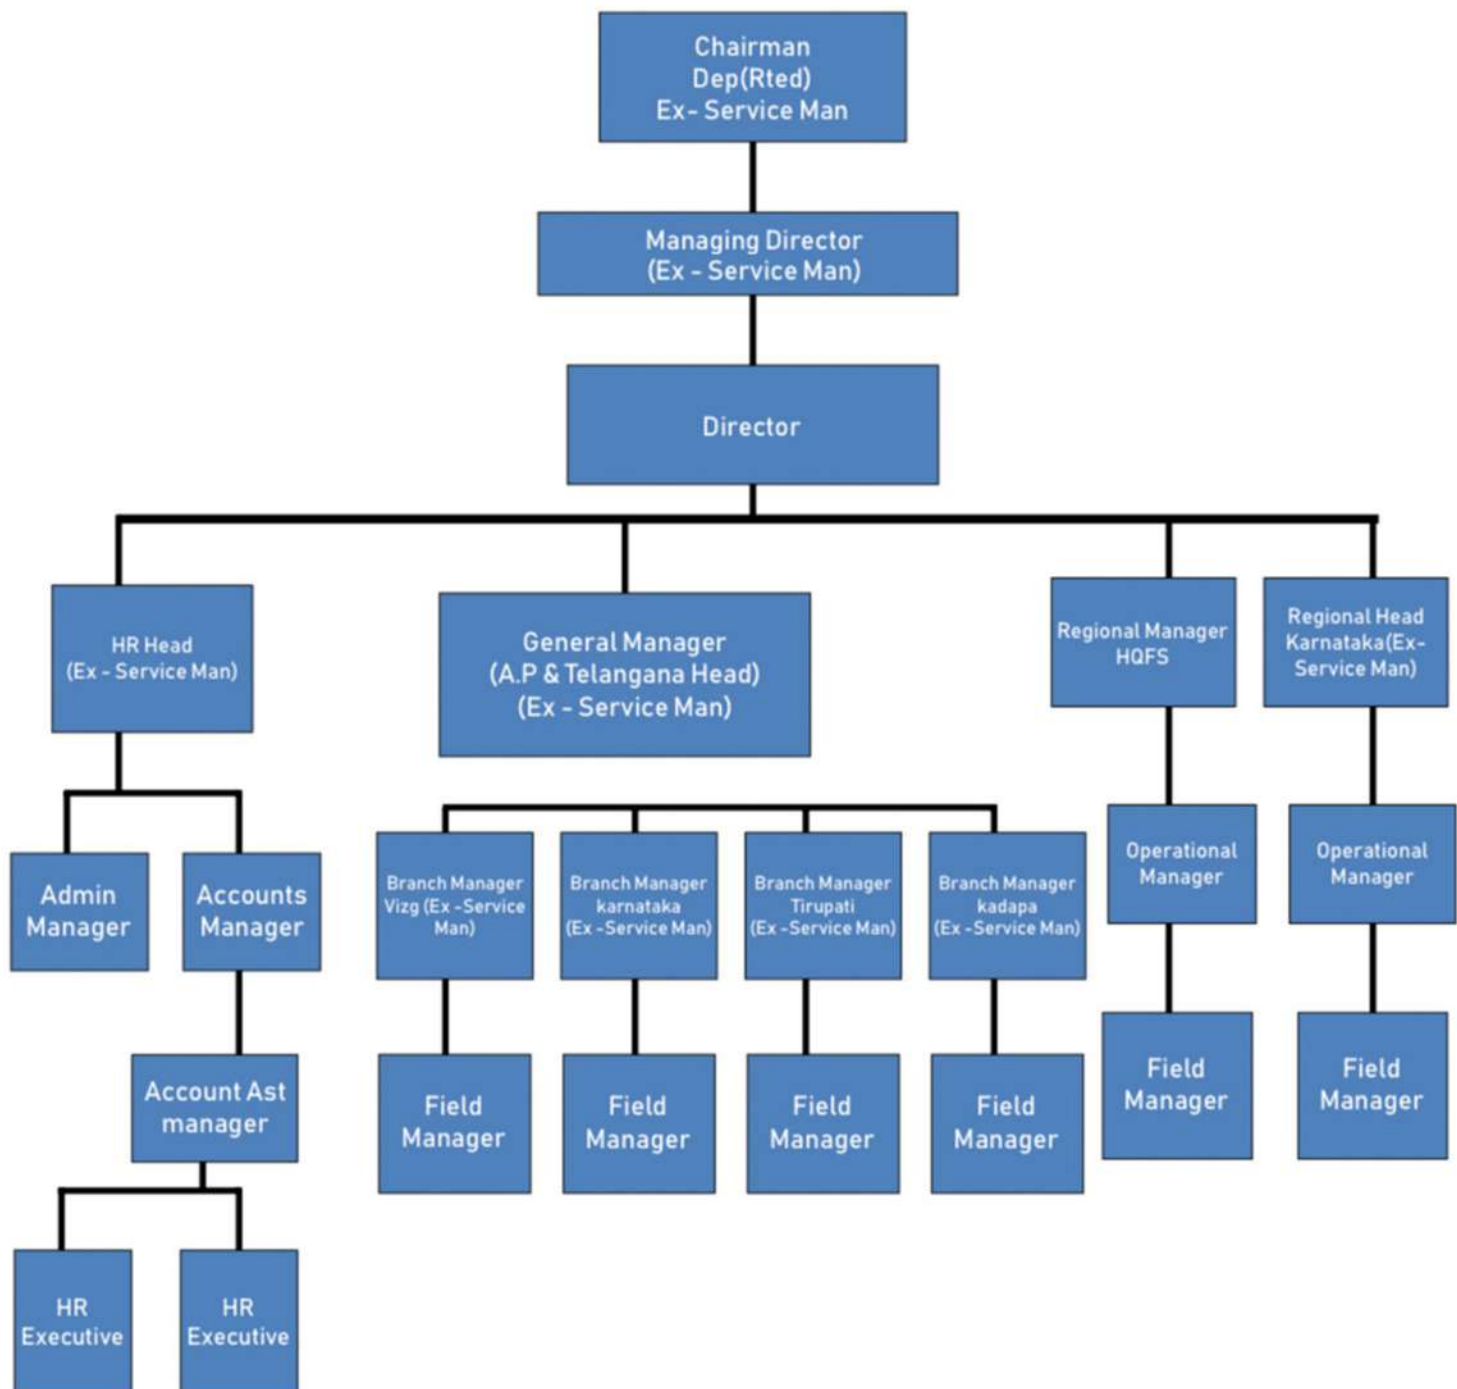 Chairman
Dep(Rted)
Ex- Service Man
Managing Director
(Ex - Service Man)
Director
HR Head
(Ex - Service Man)
General Manager
(A.P & Telangana Head)
(Ex - Service Man)
Regional Manager
HQFS
Regional Head
Karnataka(Ex-
Service Man)
Admin
Manager
Accounts
Manager
Branch Manager
Vizg (Ex -Service
Man)
Branch Manager
karnataka
(Ex -Service Man)
Branch Manager
Tirupati
(Ex -Service Man)
Branch Manager
kadapa
(Ex -Service Man)
Operational
Manager
Operational
Manager
Account Ast
manager
Field
Manager
Field
Manager
Field
Manager
Field
Manager
Field
Manager
Field
Manager
HR
Executive
HR
Executive